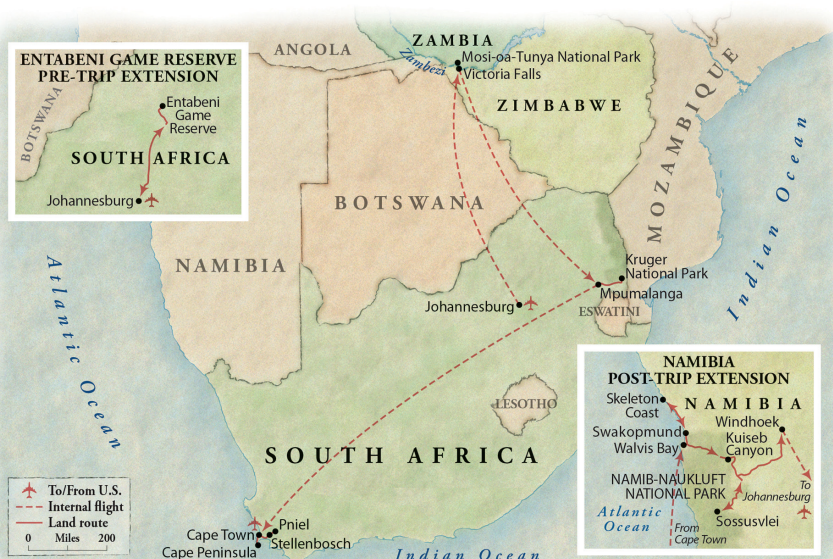 ENTABENI GAME RESERVE
PRE-TRIP EXTENSION
BOTSWANA
Entabeni
Game
Reserve
SOUTH AFRICA
Johannesburg
ANGOLA
ZAMBIA
Zambezi
Mosi-oa-Tunya National Park
Victoria Falls
ZIMBABWE
MOZAMBIQUE
Indian Ocean
BOTSWANA
NAMIBIA
Atlantic Ocean
Kruger
National Park
Mpumalanga
Johannesburg
ESWATINI
LESOTHO
SOUTH AFRICA
NAMIBIA
POST-TRIP EXTENSION
Skeleton
Coast
NAMIBIA
Swakopmund
Walvis Bay
Windhoek
Kuiseb
Canyon
NAMIB-NAUKLUFT
NATIONAL PARK
To
Johannesburg
Atlantic
Ocean
From
Cape Town
Sossusvlei
To/From U.S.
Internal flight
Land route
0 Miles 200
Cape Town
Pniel
Stellenbosch
Cape Peninsula
Indian Ocean